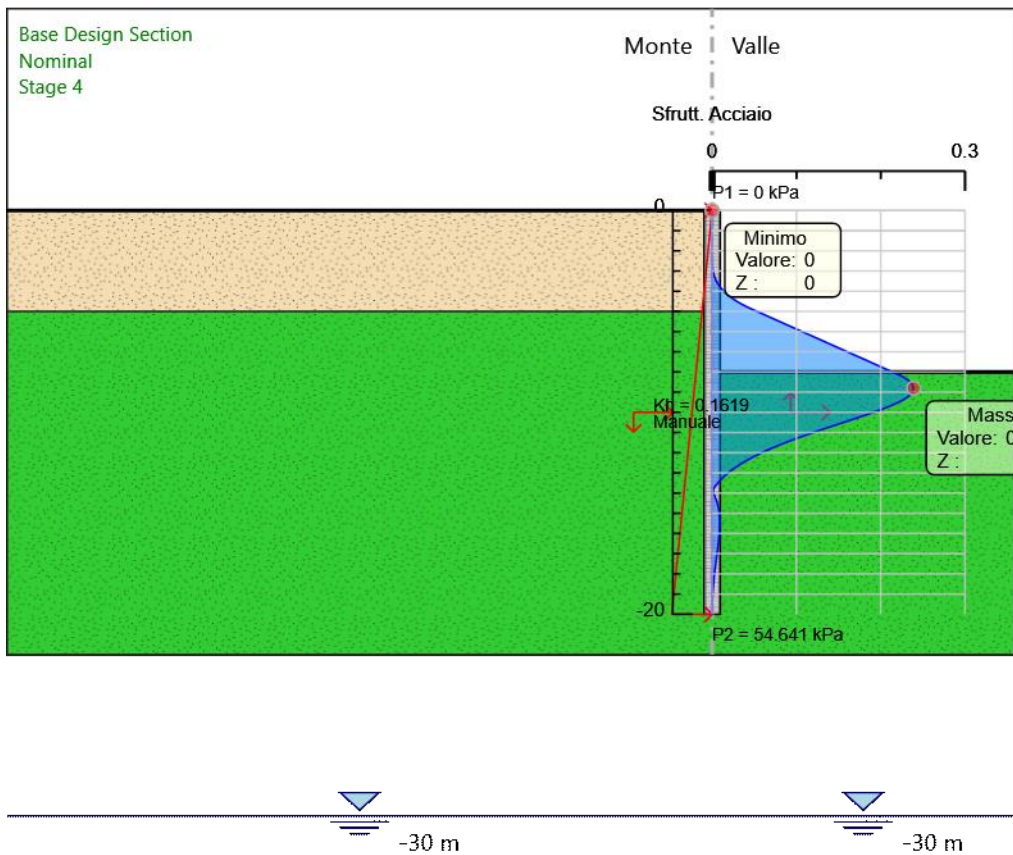 Base Design Section
Nominal
Stage 4
Monte
Valle
Sfrutt. Acciaio
0
0.3
P1 = 0 kPa
0
Minimo
Valore: 0
Z : 0
Kh = 0.1619
Manuale
Mass
Valore: 0
Z :
-20
P2 = 54.641 kPa
-30 m
-30 m